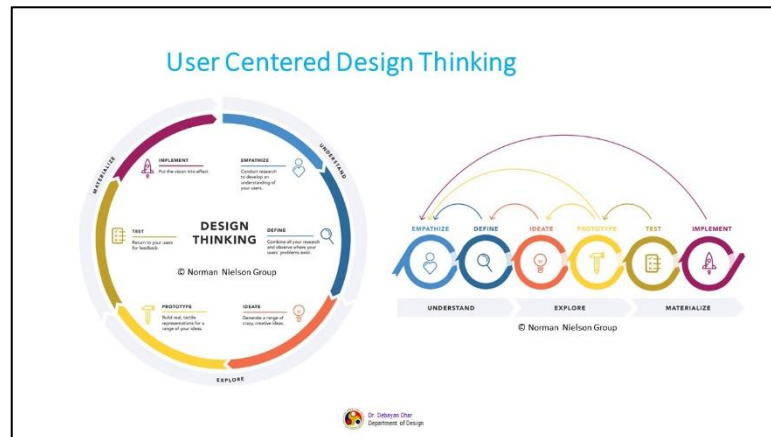 User Centered Design Thinking
MATERIALIZE
UNDERSTAND
EXPLORE
IMPLEMENT
Put the vision into effect.
EMPATHIZE
Conduct research
to develop an
understanding of
your users.
TEST
Return to your users
for feedback.
DESIGN
THINKING
© Norman Nielson Group
DEFINE
Combine all your research
and observe where your
users' problems exist.
PROTOTYPE
Build real, tactile
representations for a
range of your ideas.
IDEATE
Generate a range of
crazy, creative ideas.
EMPATHIZE DEFINE IDEATE PROTOTYPE TEST IMPLEMENT
UNDERSTAND EXPLORE MATERIALIZE
© Norman Nielson Group
Dr. Debayan Dhar
Department of Design